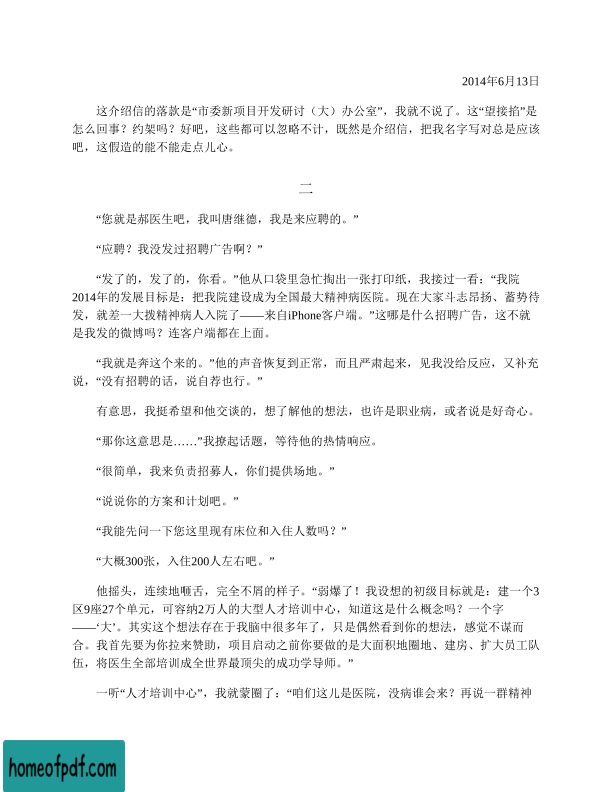 2014年6月13日
这介绍信的落款是“市委新项目开发研讨（大）办公室”，我就不说了。这“望接掐”是
怎么回事？约架吗？好吧，这些都可以忽略不计，既然是介绍信，把我名字写对总是应该
吧，这假造的能不能走点儿心。
二
“您就是郝医生吧，我叫唐继德，我是来应聘的。”
“应聘？我没发过招聘广告啊？”
“发了的，发了的，你看。”他从口袋里急忙掏出一张打印纸，我接过一看：“我院
2014年的发展目标是：把我院建设成为全国最大精神病医院。现在大家斗志昂扬、蓄势待
发，就差一大拨精神病人入院了——来自iPhone客户端。”这哪是什么招聘广告，这不就
是我发的微博吗？连客户端都在上面。
“我就是奔这个来的。”他的声音恢复到正常，而且严肃起来，见我没给反应，又补充
说，“没有招聘的话，说自荐也行。”
有意思，我挺希望和他交谈的，想了解他的想法，也许是职业病，或者说是好奇心。
“那你这意思是……”我撩起话题，等待他的热情响应。
“很简单，我来负责招募人，你们提供场地。”
“说说你的方案和计划吧。”
“我能先问一下您这里现有床位和入住人数吗？”
“大概300张，入住200人左右吧。”
他摇头，连续地咂舌，完全不屑的样子。“弱爆了！我设想的初级目标就是：建一个3
区9座27个单元，可容纳2万人的大型人才培训中心，知道这是什么概念吗？一个字
——‘大’。其实这个想法存在于我脑中很多年了，只是偶然看到你的想法，感觉不谋而
合。我首先要为你拉来赞助，项目启动之前你要做的是大面积地圈地、建房、扩大员工队
伍，将医生全部培训成全世界最顶尖的成功学导师。”
一听“人才培训中心”，我就蒙圈了：“咱们这儿是医院，没病谁会来？再说一群精神
homeofpdf.com